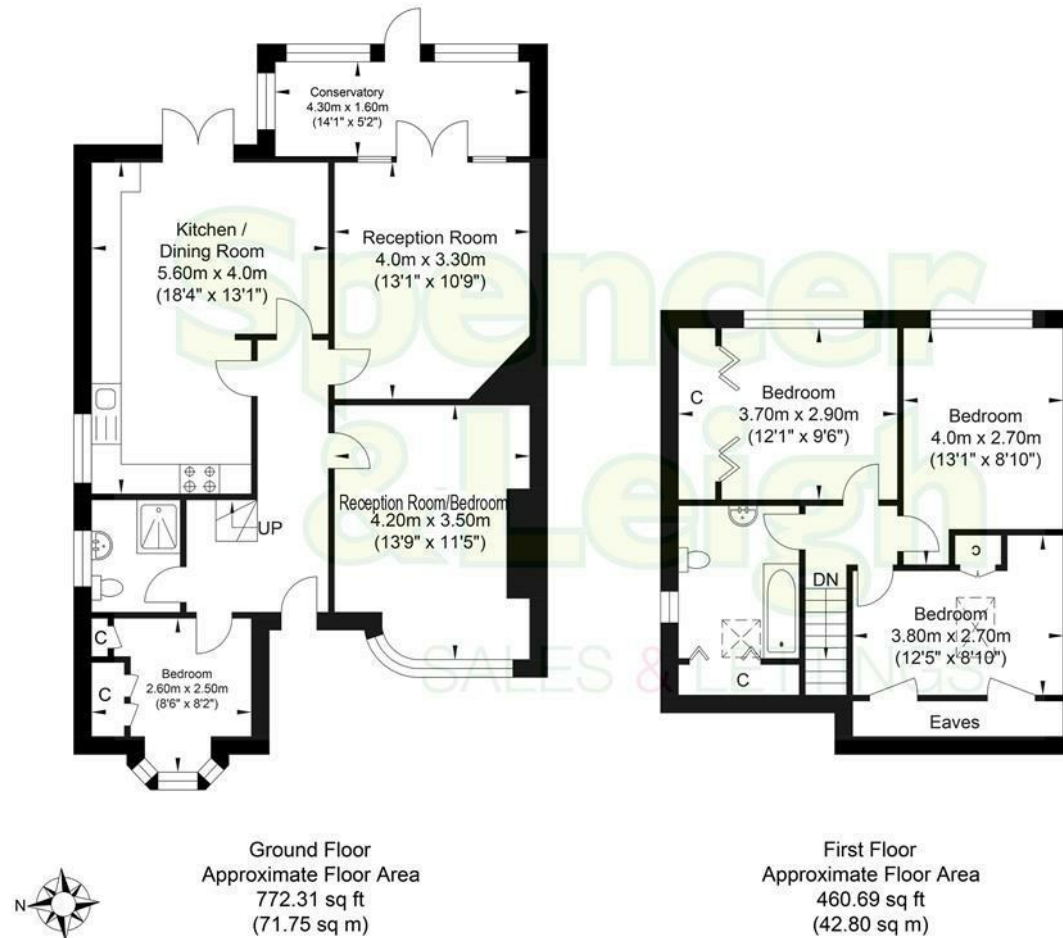 Conservatory
4.30m x 1.60m
(14'1" x 5'2")
Kitchen /
Dining Room
5.60m x 4.0m
(18'4" x 13'1")
Reception Room
4.0m x 3.30m
(13'1" x 10'9")
Reception Room/Bedroom
4.20m x 3.50m
(13'9" x 11'5")
UP
C
C
Bedroom
2.60m x 2.50m
(8'6" x 8'2")
C
Bedroom
3.70m x 2.90m
(12'1" x 9'6")
Bedroom
4.0m x 2.70m
(13'1" x 8'10")
C
DN
Bedroom
3.80m x 2.70m
(12'5" x 8'10")
C
Eaves
Spencer
& Leigh
SALES & LETTINGS
N
Ground Floor
Approximate Floor Area
772.31 sq ft
(71.75 sq m)
First Floor
Approximate Floor Area
460.69 sq ft
(42.80 sq m)